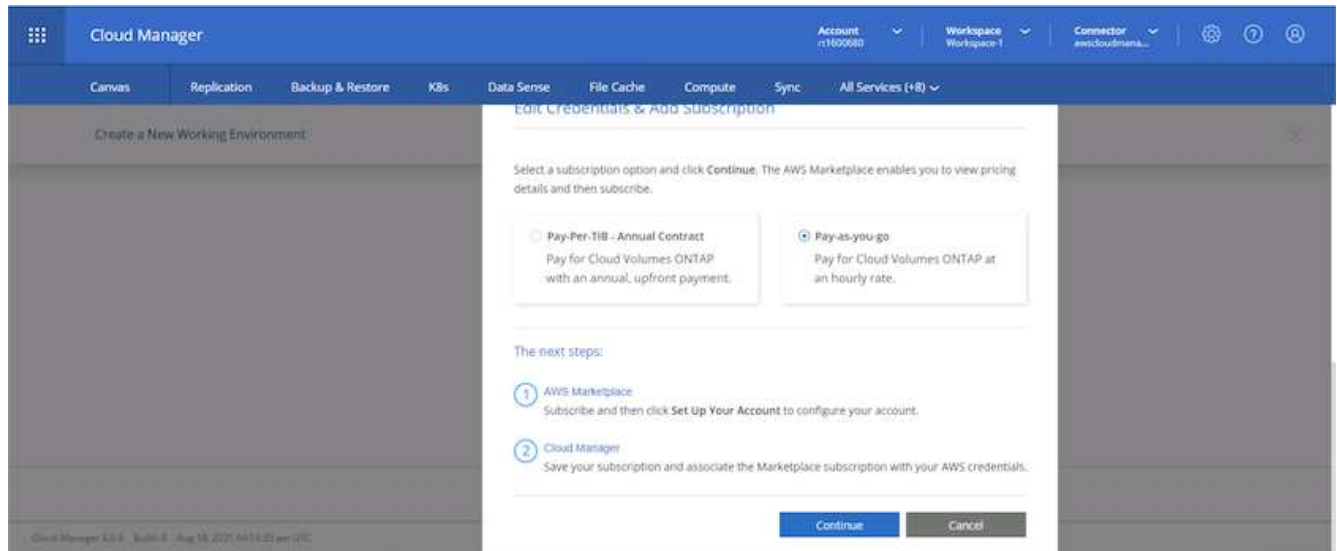 Cloud Manager
Account
rt1600680
Workspace
Workspace-1
Connector
awscloudmana...
Canvas
Replication
Backup & Restore
K8s
Data Sense
File Cache
Compute
Sync
All Services (+8)
Edit Credentials & Add Subscription
Create a New Working Environment
Select a subscription option and click Continue. The AWS Marketplace enables you to view pricing
details and then subscribe.
Pay-Per-TiB - Annual Contract
Pay for Cloud Volumes ONTAP
with an annual, upfront payment.
Pay-as-you-go
Pay for Cloud Volumes ONTAP at
an hourly rate.
The next steps:
1
AWS Marketplace
Subscribe and then click Set Up Your Account to configure your account.
2
Cloud Manager
Save your subscription and associate the Marketplace subscription with your AWS credentials.
Continue
Cancel
Cloud Manager